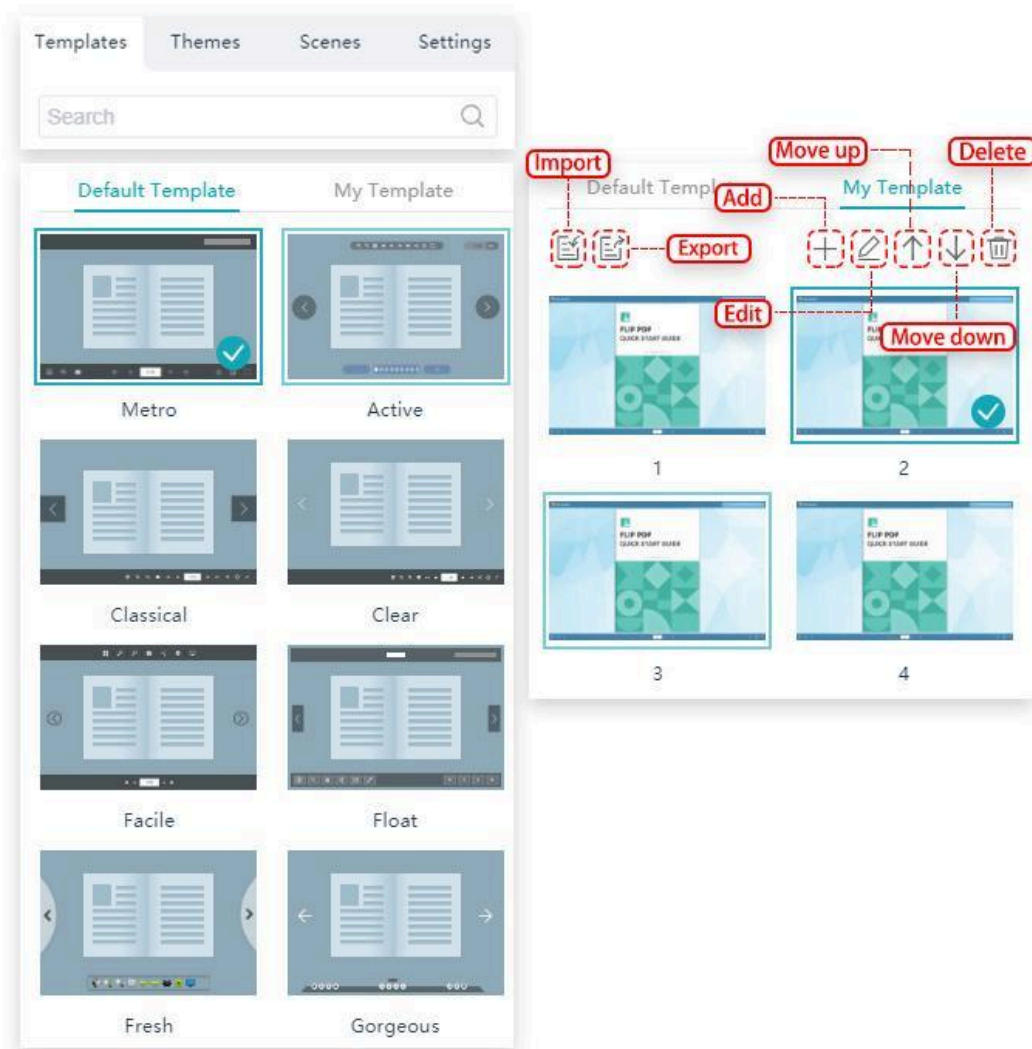 Templates Themes Scenes Settings
Search
Default Template My Template
Metro Active
Classical Clear
Facile Float
Fresh Gorgeous
Import Move up Delete
Default Templ My Template
Add
Export
Edit
Move down
FLIP PDF
QUICK START GUIDE
FLIP PDF
QUICK START GUIDE
1 2
FLIP PDF
QUICK START GUIDE
FLIP PDF
QUICK START GUIDE
3 4